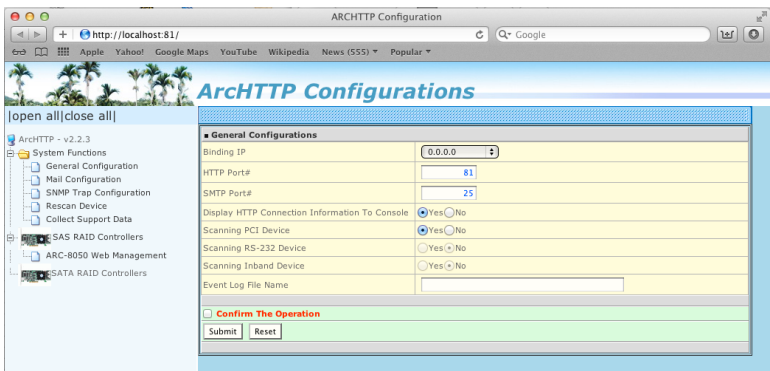 ARCHTTP Configuration
http://localhost:81/
Google
Apple Yahoo! Google Maps YouTube Wikipedia News (555) Popular
ArcHTTP Configurations
|open all|close all|
ArcHTTP - v2.2.3
System Functions
General Configuration
Mail Configuration
SNMP Trap Configuration
Rescan Device
Collect Support Data
SAS RAID Controllers
ARC-8050 Web Management
SATA RAID Controllers
General Configurations
Binding IP 0.0.0.0
HTTP Port# 81
SMTP Port# 25
Display HTTP Connection Information To Console Yes No
Scanning PCI Device Yes No
Scanning RS-232 Device Yes No
Scanning Inband Device Yes No
Event Log File Name
Confirm The Operation
Submit Reset